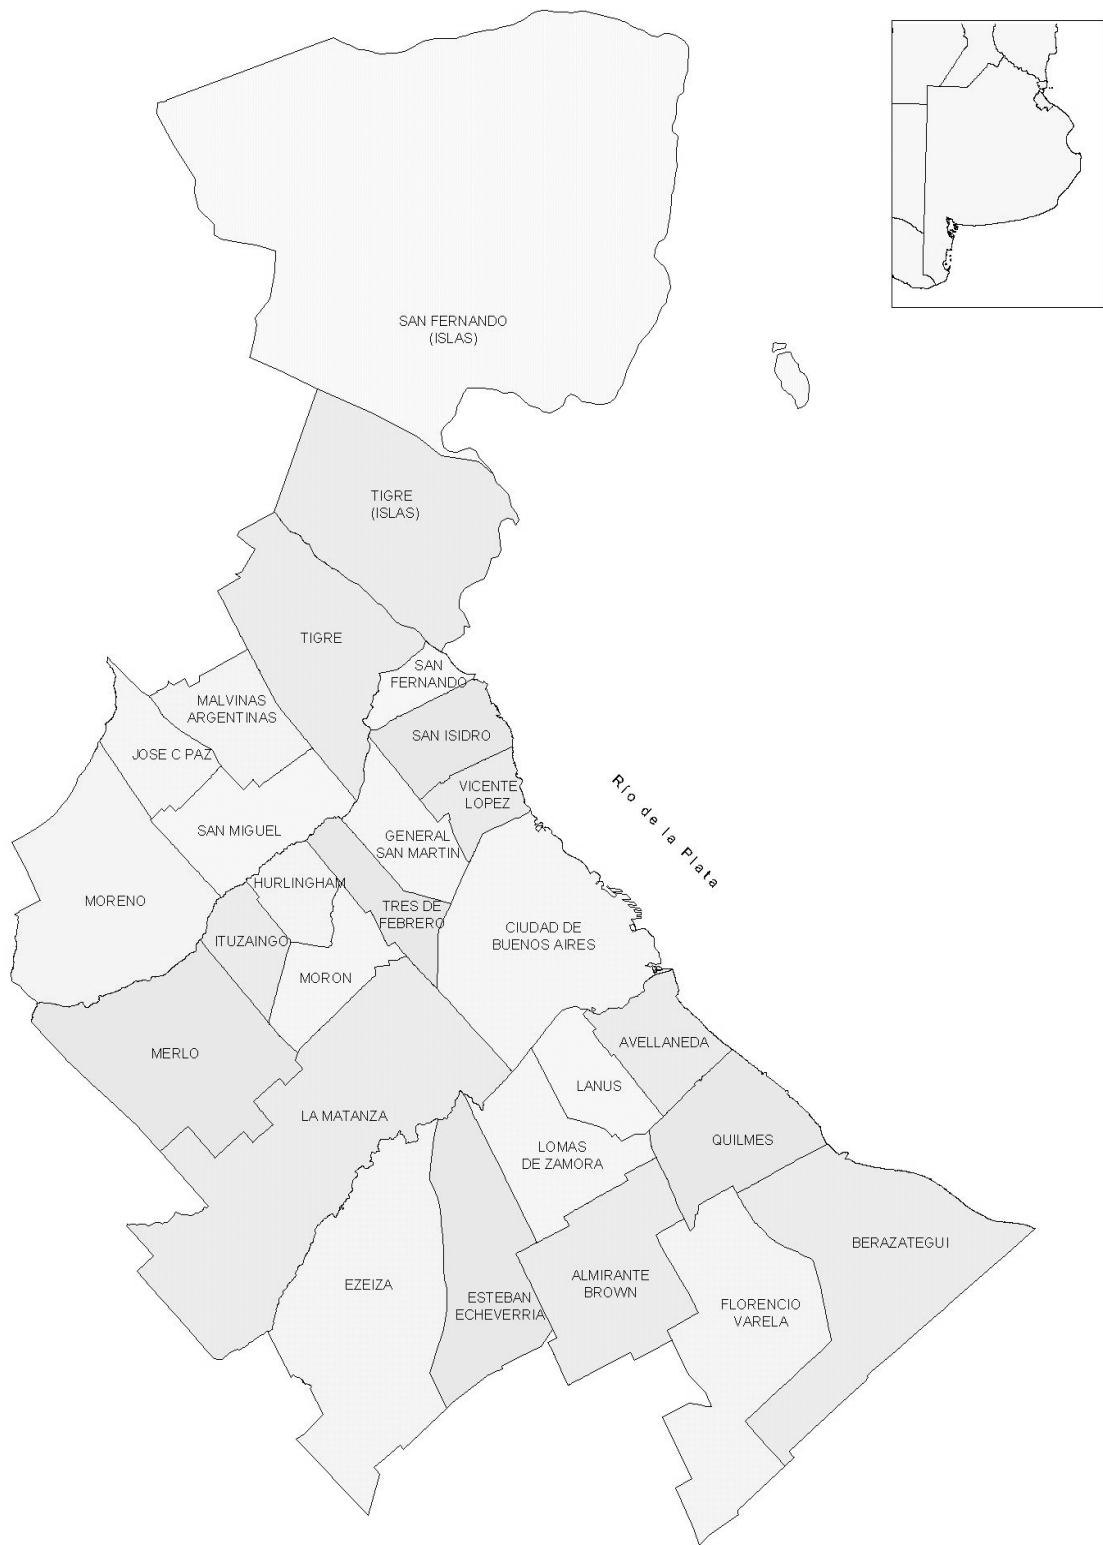 SAN FERNANDO
(ISLAS)
TIGRE
(ISLAS)
TIGRE
SAN
FERNANDO
MALVINAS
ARGENTINAS
SAN ISIDRO
JOSE C PAZ
VICENTE
LOPEZ
Río de la Plata
SAN MIGUEL
GENERAL
SAN MARTIN
HURLINGHAM
MORENO
TRES DE
FEBRERO
CIUDAD DE
BUENOS AIRES
ITUZAINGO
MORON
MERLO
AVELLANEDA
LANUS
LA MATANZA
QUILMES
LOMAS
DE ZAMORA
BERAZATEGUI
EZEIZA
ALMIRANTE
BROWN
ESTEBAN
ECHEVERRIA
FLORENCIO
VARELA